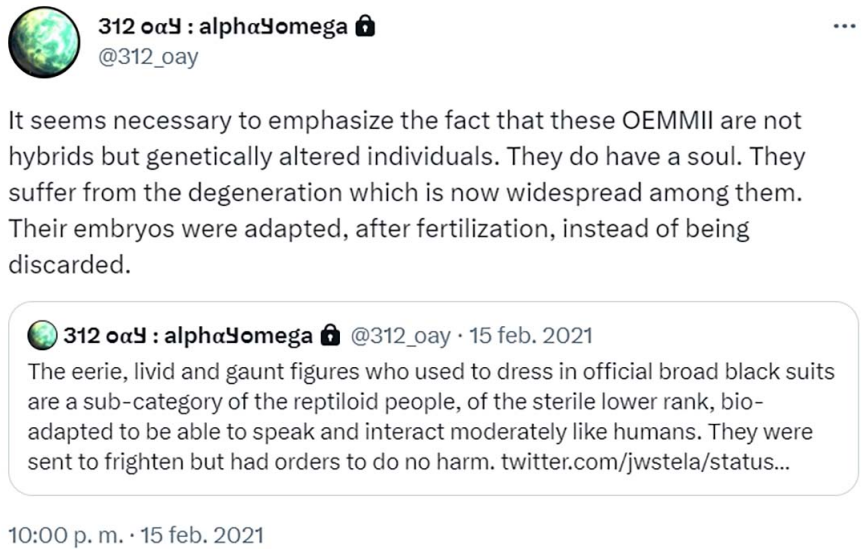 312 oαY : alphαYomega
@312_oay
It seems necessary to emphasize the fact that these OEMMII are not
hybrids but genetically altered individuals. They do have a soul. They
suffer from the degeneration which is now widespread among them.
Their embryos were adapted, after fertilization, instead of being
discarded.
312 oαY : alphαYomega @312_oay · 15 feb. 2021
The eerie, livid and gaunt figures who used to dress in official broad black suits
are a sub-category of the reptiloid people, of the sterile lower rank, bio-
adapted to be able to speak and interact moderately like humans. They were
sent to frighten but had orders to do no harm. twitter.com/jwstela/status...
10:00 p. m. · 15 feb. 2021